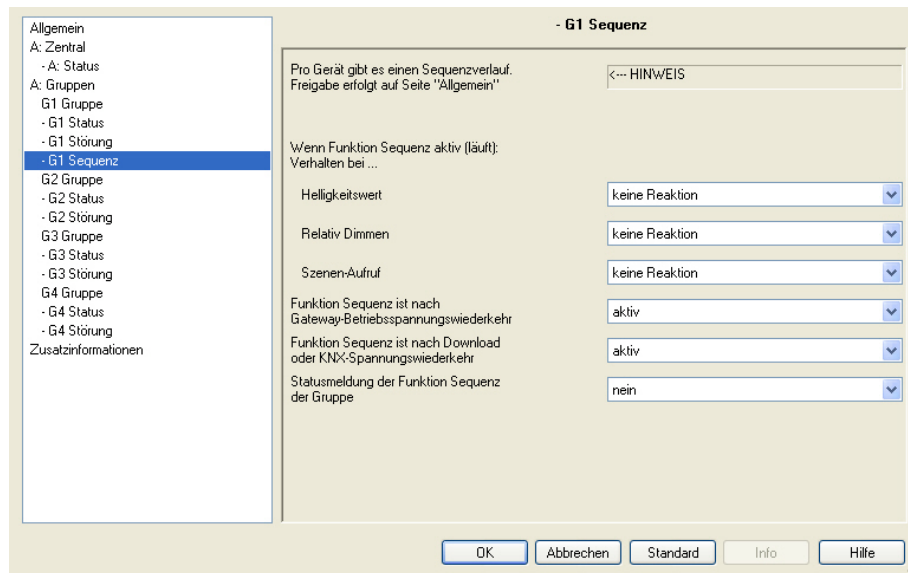 Allgemein
A: Zentral
- A: Status
A: Gruppen
G1 Gruppe
- G1 Status
- G1 Störung
- G1 Sequenz
G2 Gruppe
- G2 Status
- G2 Störung
G3 Gruppe
- G3 Status
- G3 Störung
G4 Gruppe
- G4 Status
- G4 Störung
Zusatzinformationen
- G1 Sequenz
Pro Gerät gibt es einen Sequenzverlauf.
Freigabe erfolgt auf Seite "Allgemein"
<--- HINWEIS
Wenn Funktion Sequenz aktiv (läuft):
Verhalten bei ...
Helligkeitswert
keine Reaktion
Relativ Dimmen
keine Reaktion
Szenen-Aufruf
keine Reaktion
Funktion Sequenz ist nach
Gateway-Betriebsspannungswiederkehr
aktiv
Funktion Sequenz ist nach Download
oder KNX-Spannungswiederkehr
aktiv
Statusmeldung der Funktion Sequenz
der Gruppe
nein
OK
Abbrechen
Standard
Info
Hilfe